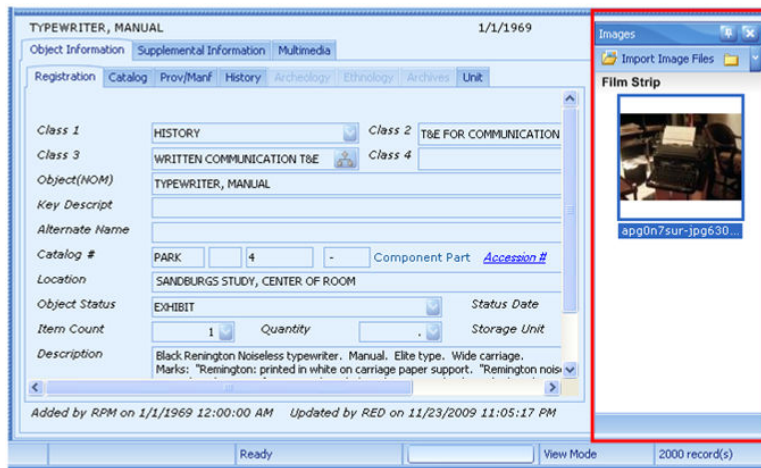 TYPEWRITER, MANUAL 1/1/1969
Object Information Supplemental Information Multimedia
Registration Catalog Prov/Manf History Archeology Ethnology Archives Unit
Class 1 HISTORY Class 2 T&E FOR COMMUNICATION
Class 3 WRITTEN COMMUNICATION T&E Class 4
Object(NOM) TYPEWRITER, MANUAL
Key Descript
Alternate Name
Catalog # PARK 4 - Component Part Accession #
Location SANDBURGS STUDY, CENTER OF ROOM
Object Status EXHIBIT Status Date
Item Count 1 Quantity . Storage Unit
Description Black Renington Noiseless typewriter. Manual. Elite type. Wide carriage.
Marks: "Remington: printed in white on carriage paper support. "Remington nois
Added by RPM on 1/1/1969 12:00:00 AM Updated by RED on 11/23/2009 11:05:17 PM
Ready View Mode 2000 record(s)
Images
Import Image Files
Film Strip
apg0n7sur-jpg630...